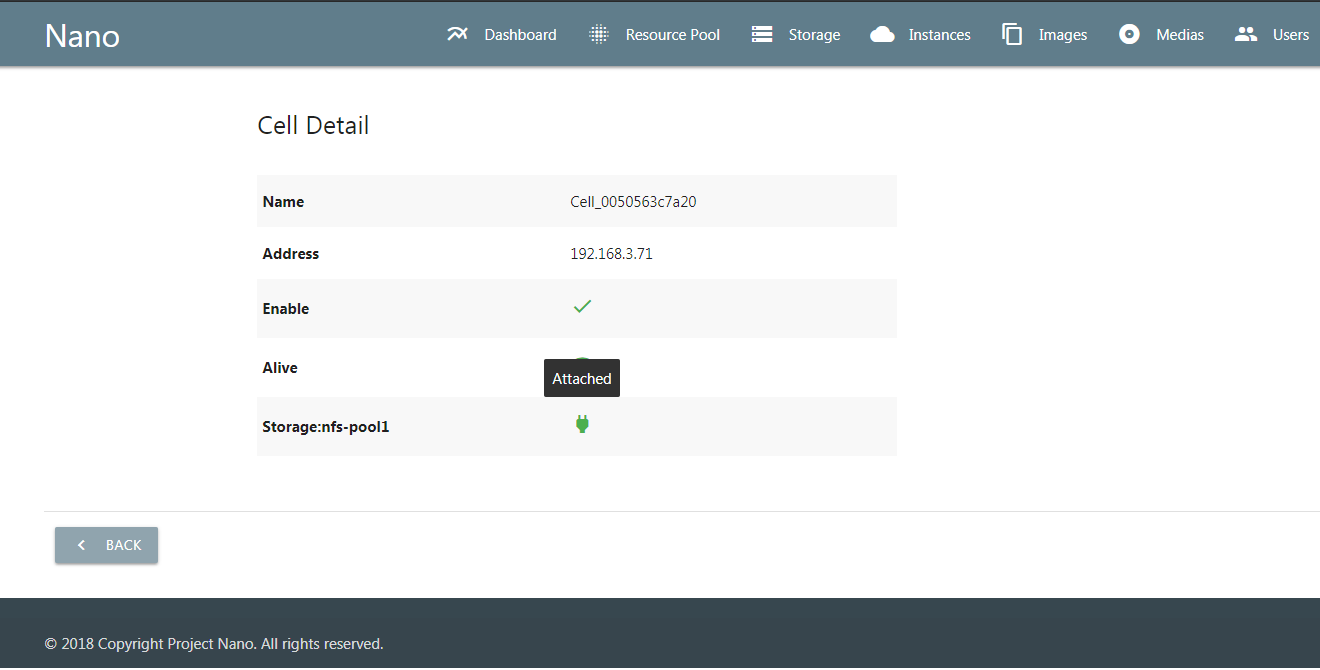 Nano Dashboard Resource Pool Storage Instances Images Medias Users
Cell Detail
Name Cell_0050563c7a20
Address 192.168.3.71
Enable
Alive
Attached
Storage:nfs-pool1
BACK
© 2018 Copyright Project Nano. All rights reserved.